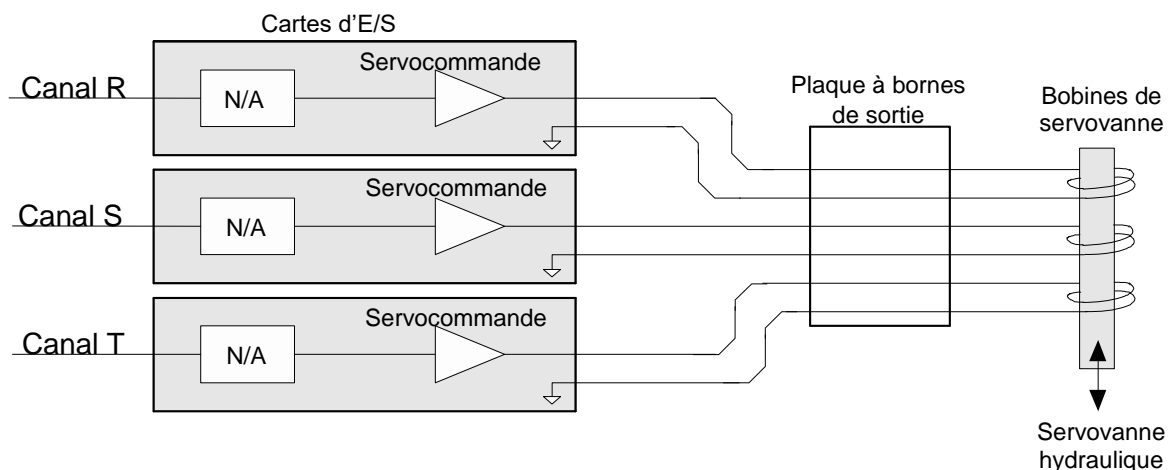 Cartes d'E/S
Servocommande
Canal R
N/A
Plaque à bornes
de sortie
Bobines de
servovanne
Servocommande
Canal S
N/A
Servocommande
Canal T
N/A
Servovanne
hydraulique